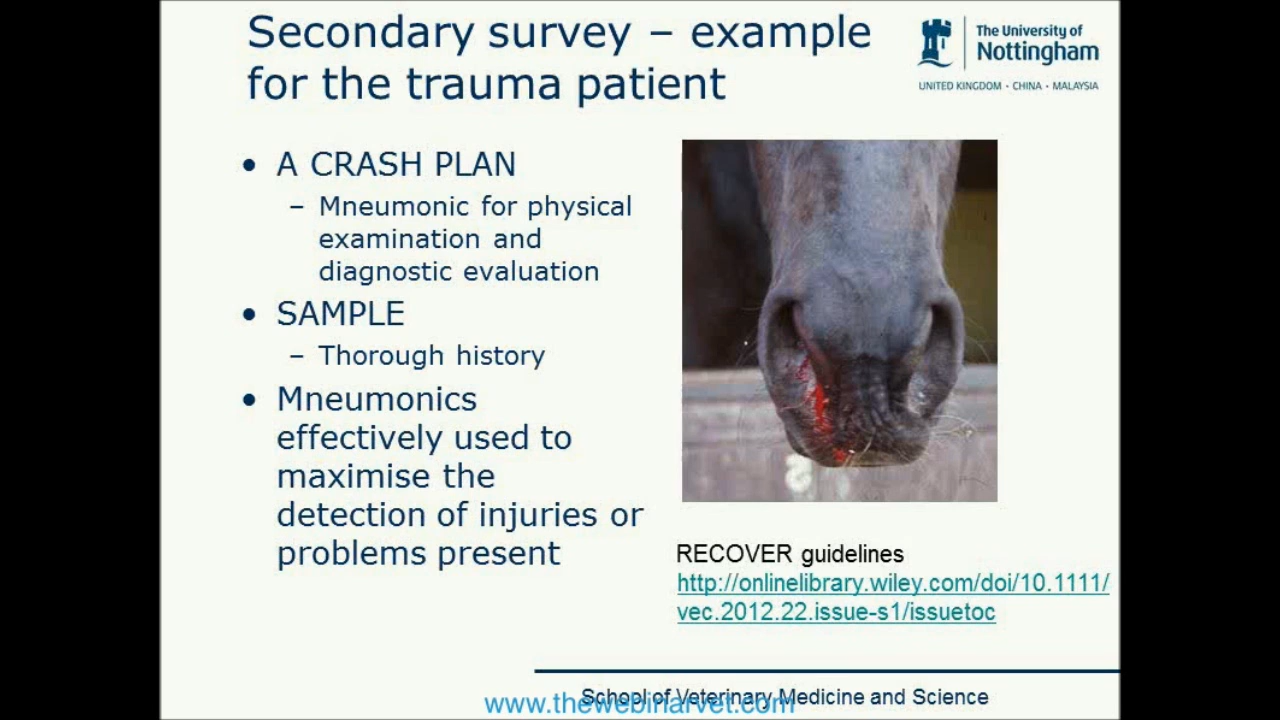 Secondary survey – example
for the trauma patient
The University of
Nottingham
UNITED KINGDOM · CHINA · MALAYSIA
• A CRASH PLAN
– Mneumonic for physical
examination and
diagnostic evaluation
• SAMPLE
– Thorough history
• Mneumonics
effectively used to
maximise the
detection of injuries or
problems present
RECOVER guidelines
http://onlinelibrary.wiley.com/doi/10.1111/
vec.2012.22.issue-s1/issuetoc
School of Veterinary Medicine and Science
www.thewebinarvet.com